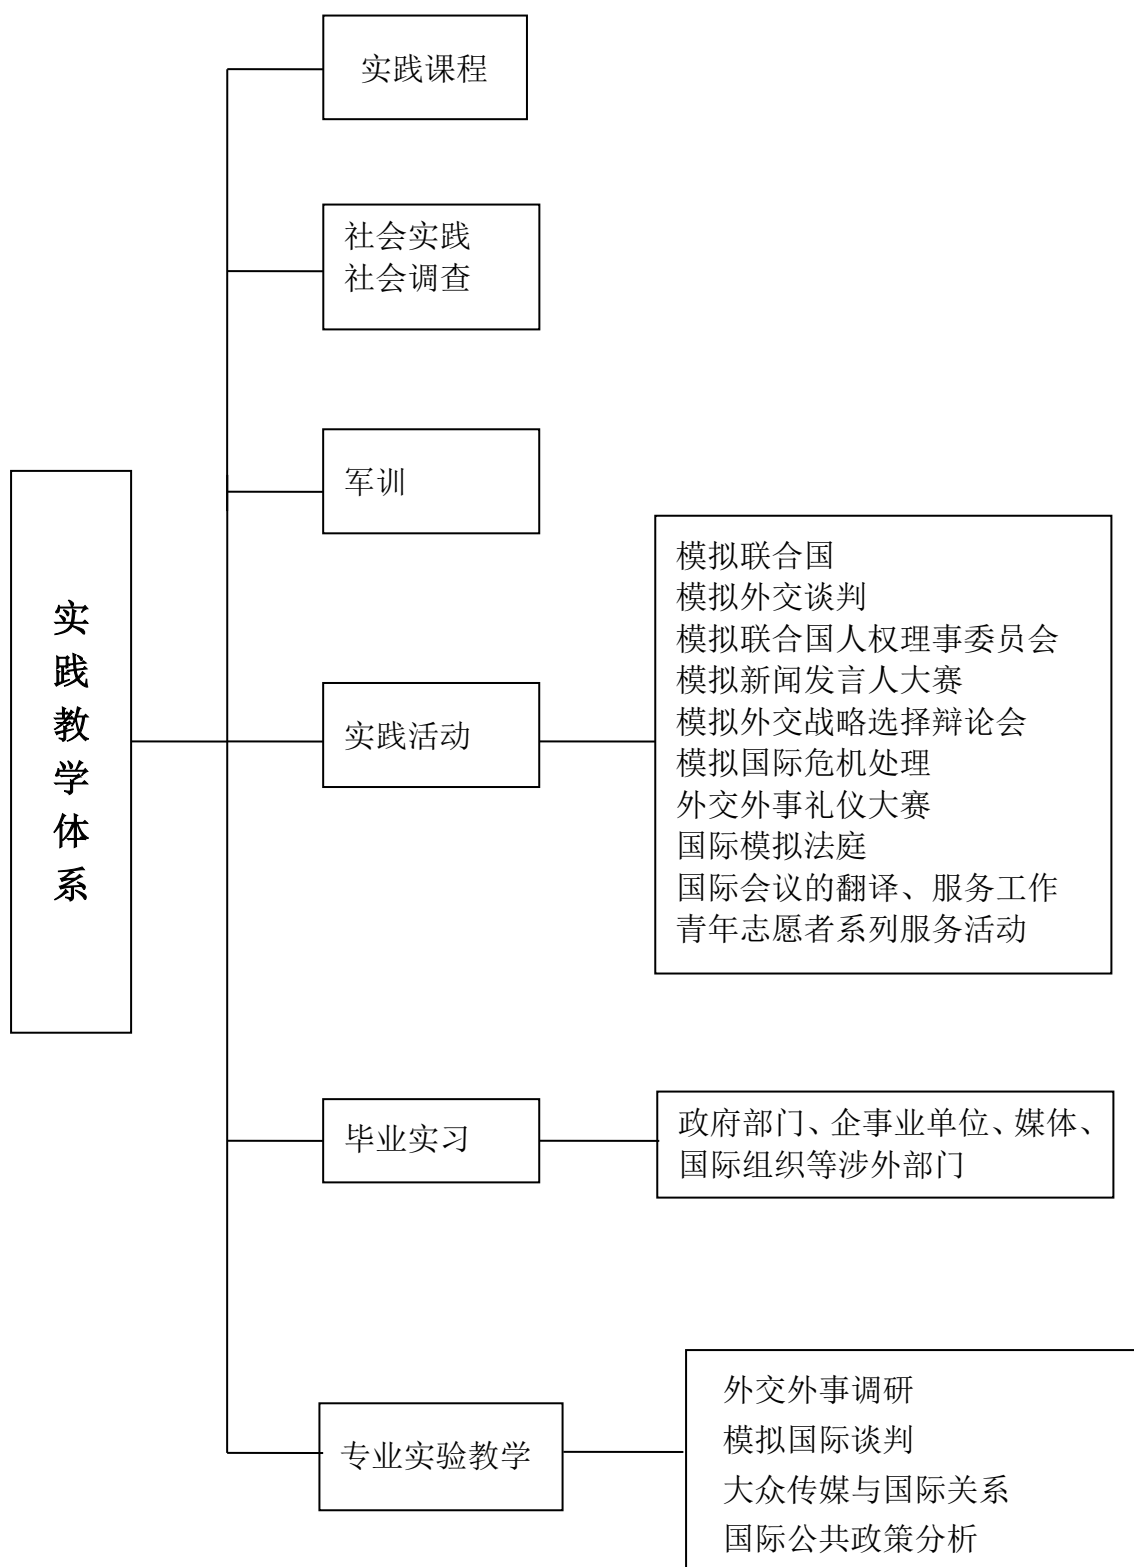 实践教学体系
实践课程
社会实践
社会调查
军训
实践活动
模拟联合国
模拟外交谈判
模拟联合国人权理事委员会
模拟新闻发言人大赛
模拟外交战略选择辩论会
模拟国际危机处理
外交外事礼仪大赛
国际模拟法庭
国际会议的翻译、服务工作
青年志愿者系列服务活动
毕业实习
政府部门、企事业单位、媒体、
国际组织等涉外部门
专业实验教学
外交外事调研
模拟国际谈判
大众传媒与国际关系
国际公共政策分析